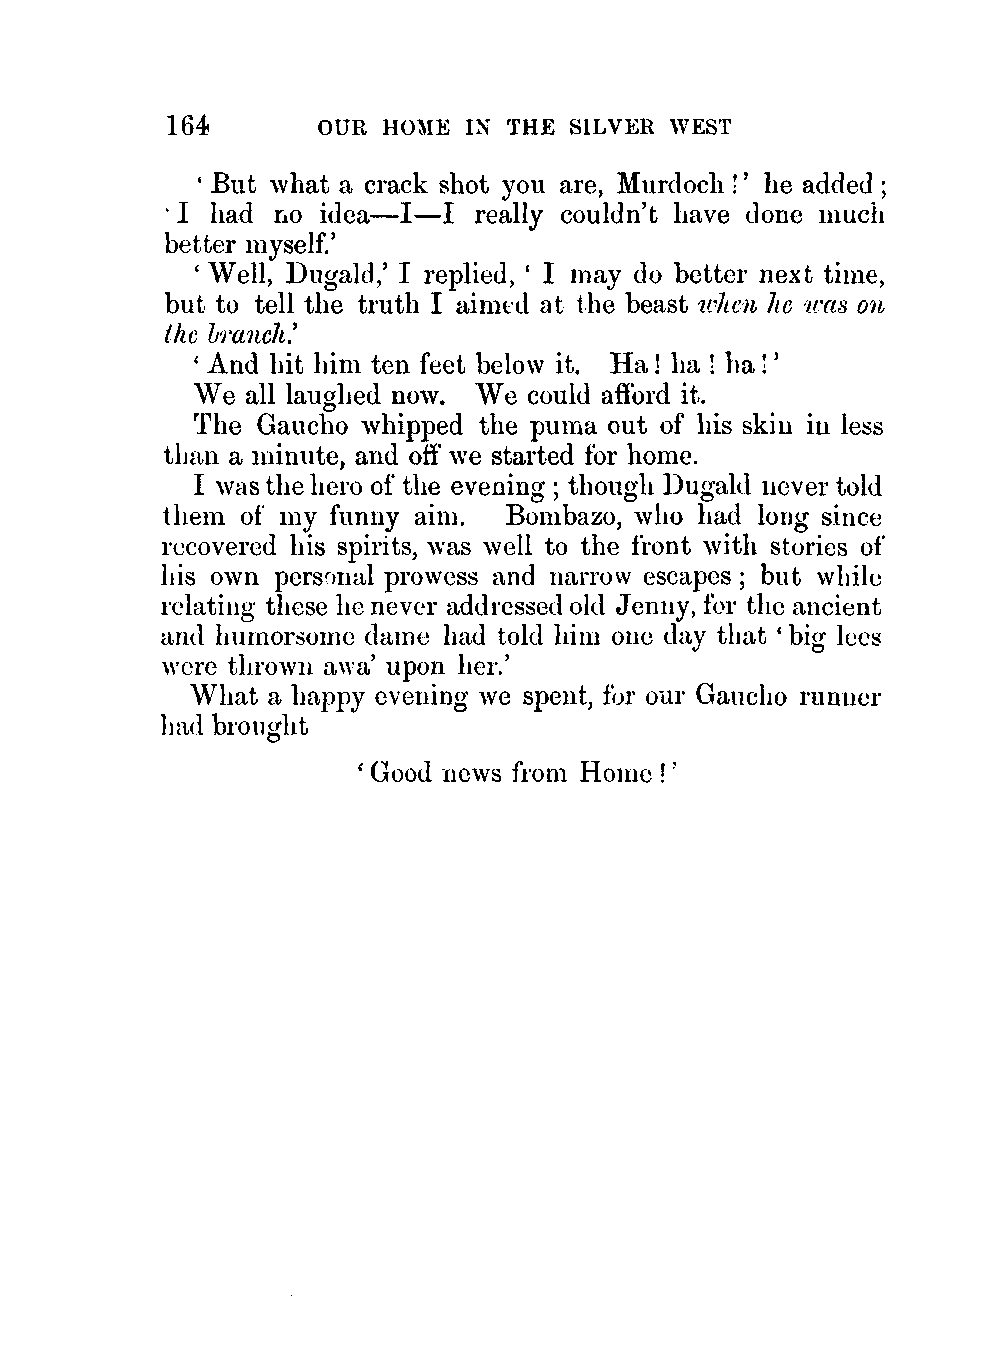 164 OUR HOME IN THE SILVER WEST
‘But what a crack shot you are, Murdoch!’ he added;
‘I had no idea—I—I really couldn’t have done much
better myself.’
‘Well, Dugald,’ I replied, ‘I may do better next time,
but to tell the truth I aimed at the beast when he was on
the branch.’
‘And hit him ten feet below it. Ha! ha! ha!’
We all laughed now. We could afford it.
The Gaucho whipped the puma out of his skin in less
than a minute, and off we started for home.
I was the hero of the evening; though Dugald never told
them of my funny aim. Bombazo, who had long since
recovered his spirits, was well to the front with stories of
his own personal prowess and narrow escapes; but while
relating these he never addressed old Jenny, for the ancient
and humorsome dame had told him one day that ‘big lees
were thrown awa’ upon her.’
What a happy evening we spent, for our Gaucho runner
had brought
‘Good news from Home!’